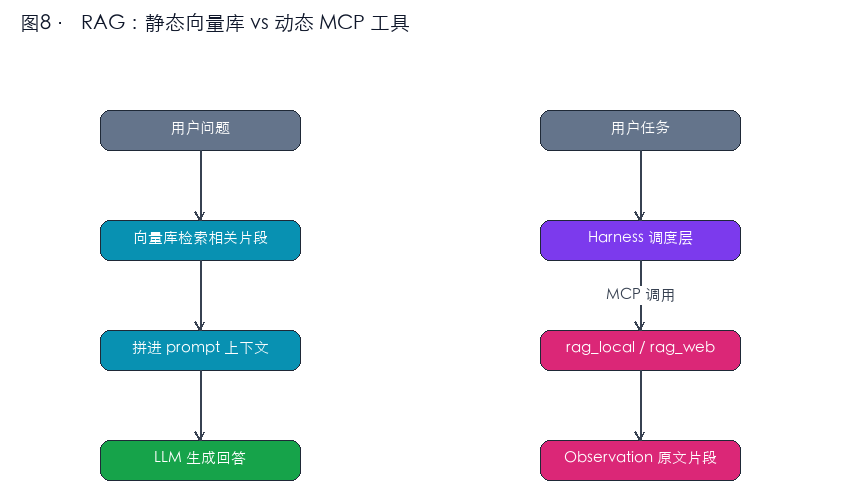 图8 · RAG：静态向量库 vs 动态 MCP 工具
用户问题
向量库检索相关片段
拼进 prompt 上下文
LLM 生成回答
用户任务
Harness 调度层
MCP 调用
rag_local / rag_web
Observation 原文片段